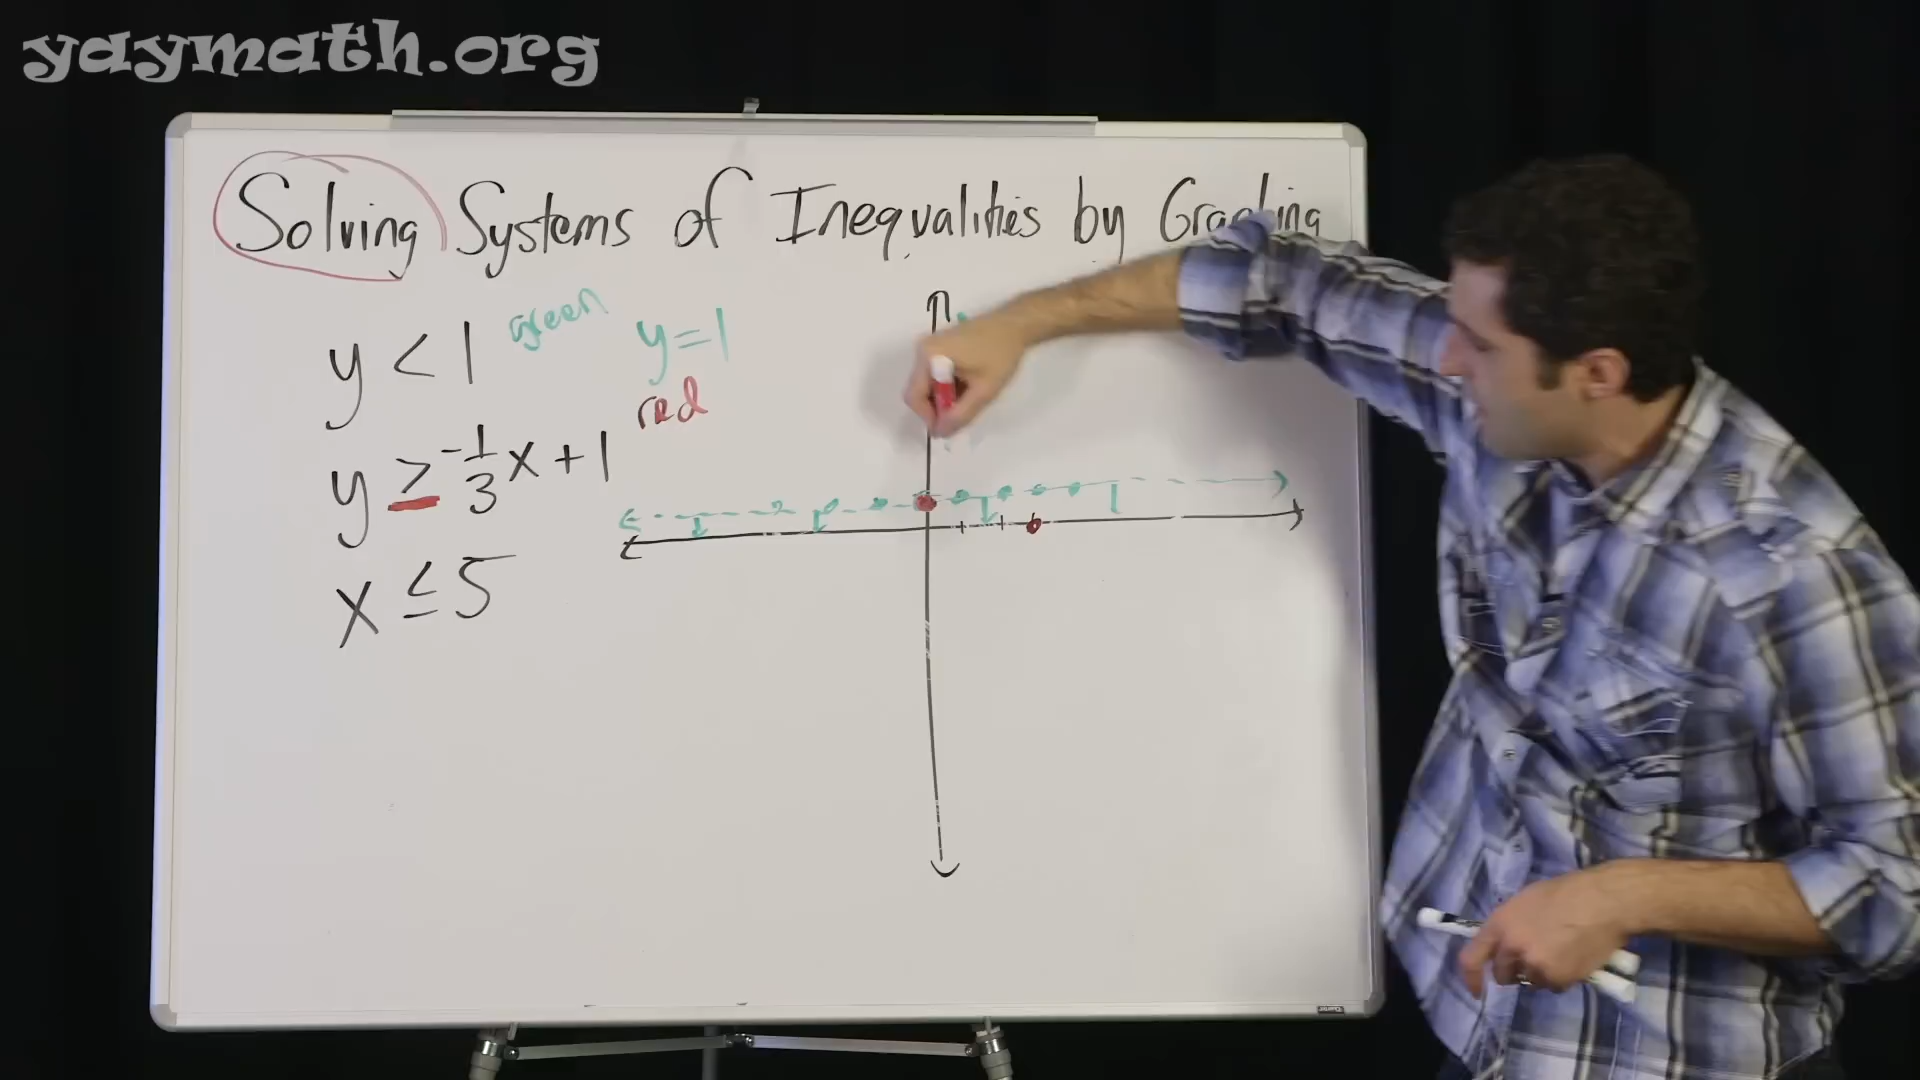 yaymath.org
Solving Systems of Inequalities by Graphing
y < 1 green y = 1
red
y ≥ -1/3 x + 1
x ≤ 5